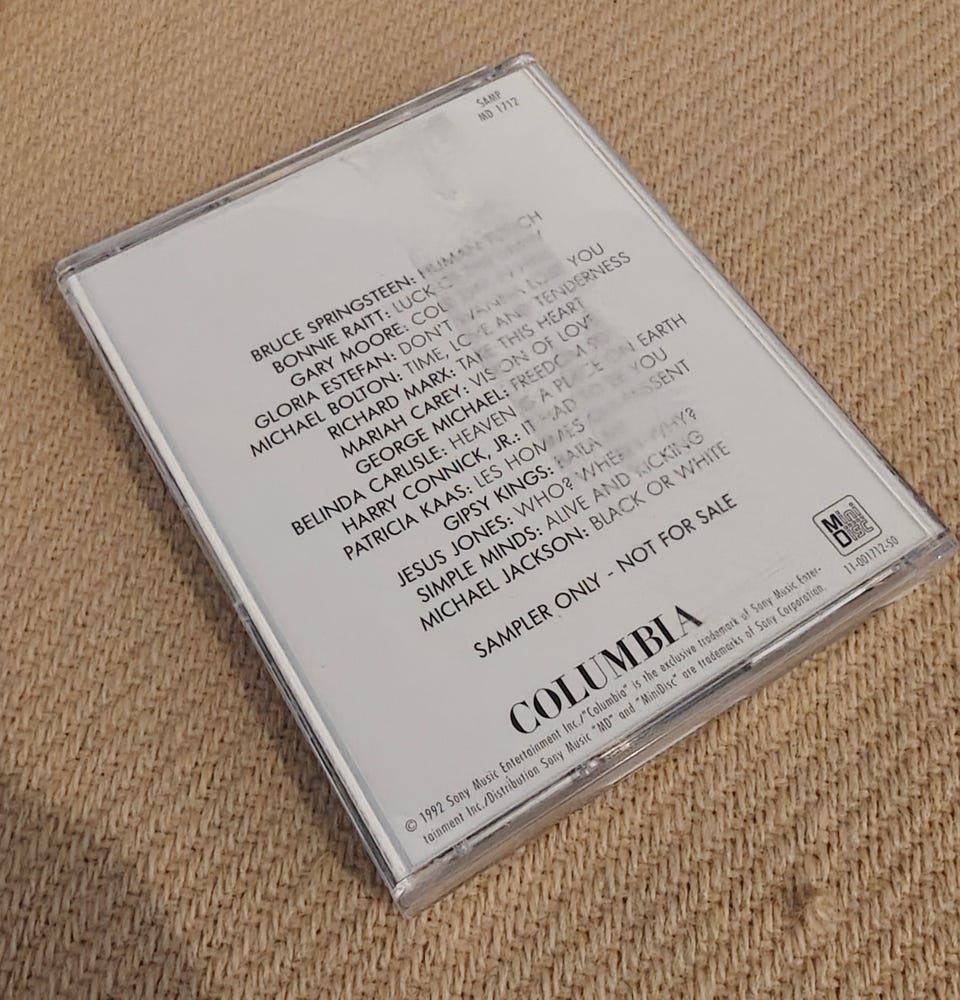 SAMP
MD 1712
BRUCE SPRINGSTEEN: HUMAN
BONNIE RAITT: LUCK
GARY MOORE:
GLORIA ESTEFAN: DON'T WANNA LOSE YOU
MICHAEL BOLTON: TIME, LOVE AND TENDERNESS
RICHARD MARX: TAKE THIS HEART
MARIAH CAREY: VISION OF LOVE
GEORGE MICHAEL: FREEDOM
BELINDA CARLISLE: HEAVEN IS A PLACE ON EARTH
HARRY CONNICK, JR.: IT HAD YOU
PATRICIA KAAS: LES HOMMES
GIPSY KINGS:
JESUS JONES: WHO? WHERE? WHY?
SIMPLE MINDS: ALIVE AND KICKING
MICHAEL JACKSON: BLACK OR WHITE
SAMPLER ONLY - NOT FOR SALE
MiniDisc
11-001712-50
COLUMBIA
© 1992 Sony Music Entertainment Inc./"Columbia" is the exclusive trademark of Sony Music Enter-
tainment Inc./Distribution Sony Music "MD" and "MiniDisc" are trademarks of Sony Corporation.